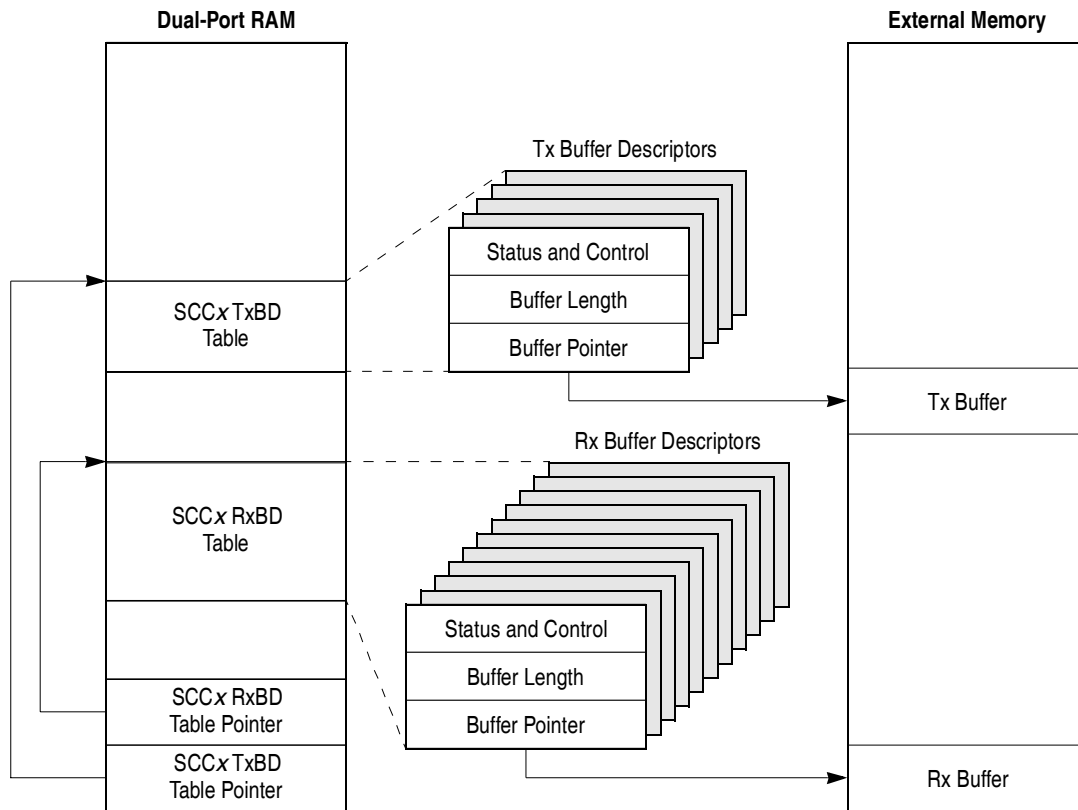 Dual-Port RAM
External Memory
Tx Buffer Descriptors
Status and Control
Buffer Length
Buffer Pointer
SCCx TxBD
Table
Tx Buffer
Rx Buffer Descriptors
SCCx RxBD
Table
Status and Control
Buffer Length
Buffer Pointer
SCCx RxBD
Table Pointer
SCCx TxBD
Table Pointer
Rx Buffer